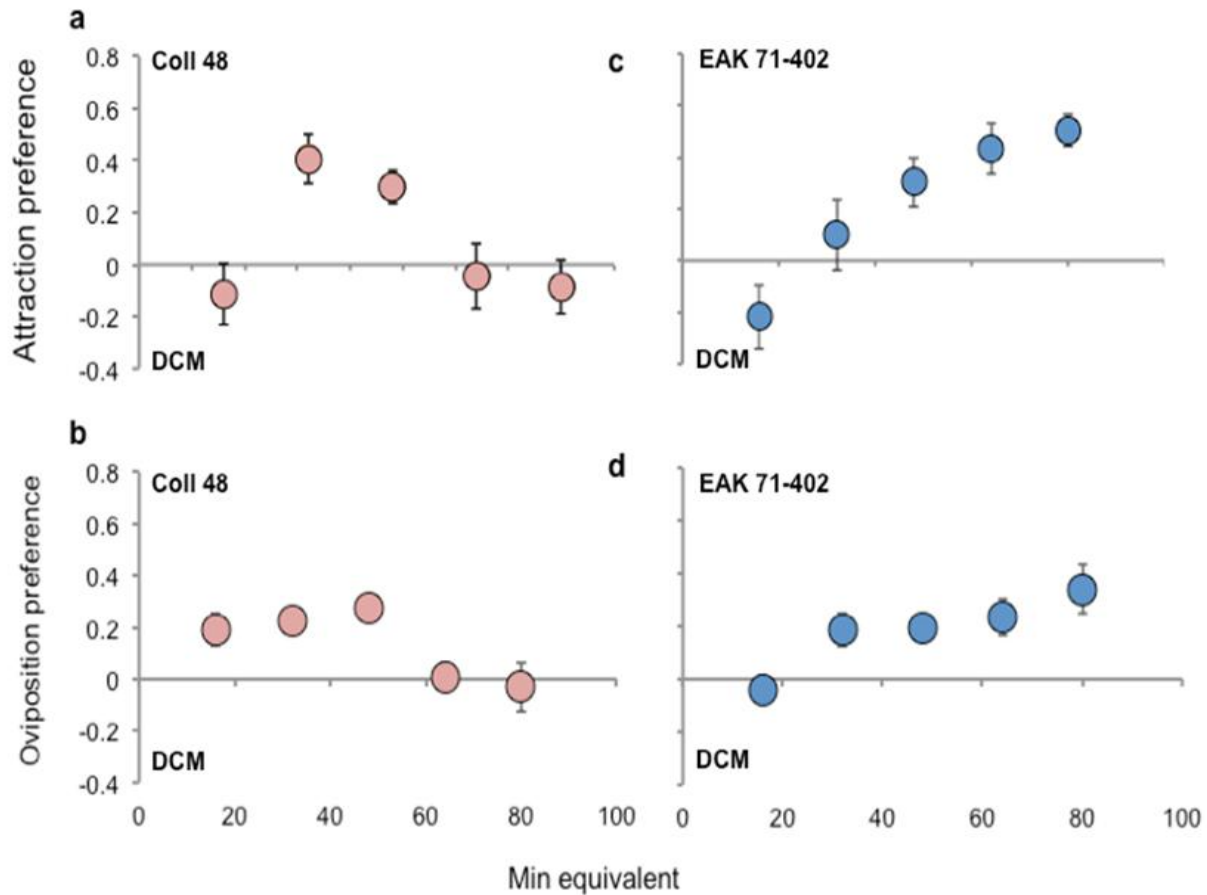 a
Attraction preference
0.8
0.6
0.4
0.2
0
-0.2
-0.4
Coll 48
DCM
c
EAK 71-402
DCM
b
Oviposition preference
0.8
0.6
0.4
0.2
0
-0.2
-0.4
Coll 48
DCM
0 20 40 60 80 100
d
EAK 71-402
DCM
0 20 40 60 80 100
Min equivalent